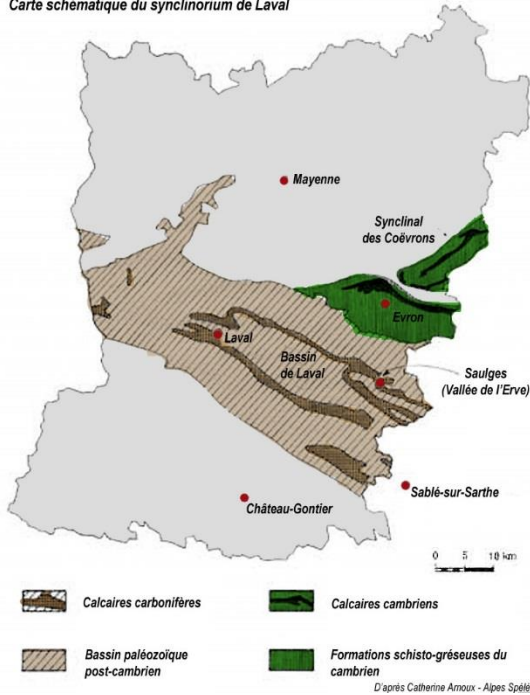 Carte schématique du synclinorium de Laval
Mayenne
Synclinal
des Coëvrons
Evron
Laval
Bassin
de Laval
Saulges
(Vallée de l'Erve)
Sablé-sur-Sarthe
Château-Gontier
0 5 10 km
Calcaires carbonifères
Calcaires cambriens
Bassin paléozoïque
post-cambrien
Formations schisto-gréseuses du
cambrien
D'après Catherine Arnoux - Alpes Spélé